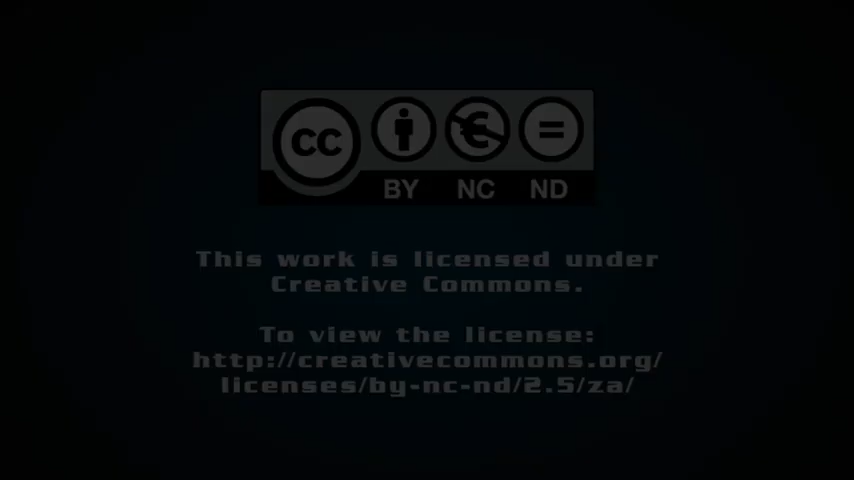 CC
BY NC ND
This work is licensed under
Creative Commons.
To view the license:
http://creativecommons.org/
licenses/by-nc-nd/2.5/za/